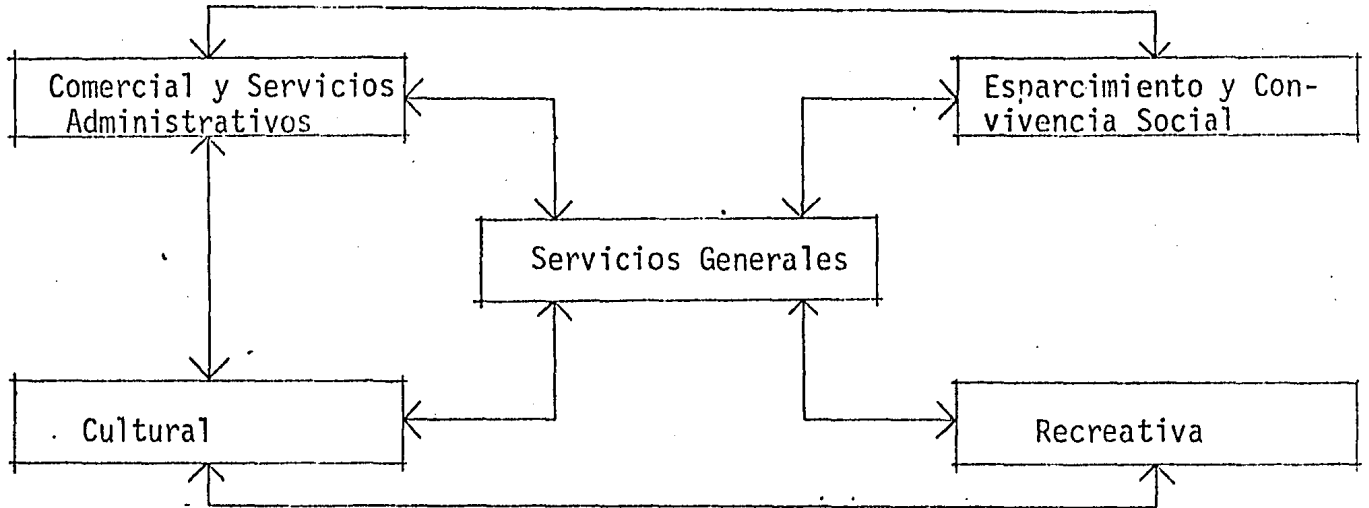 Comercial y Servicios
Administrativos
Esparcimiento y Con-
vivencia Social
Servicios Generales
Cultural
Recreativa